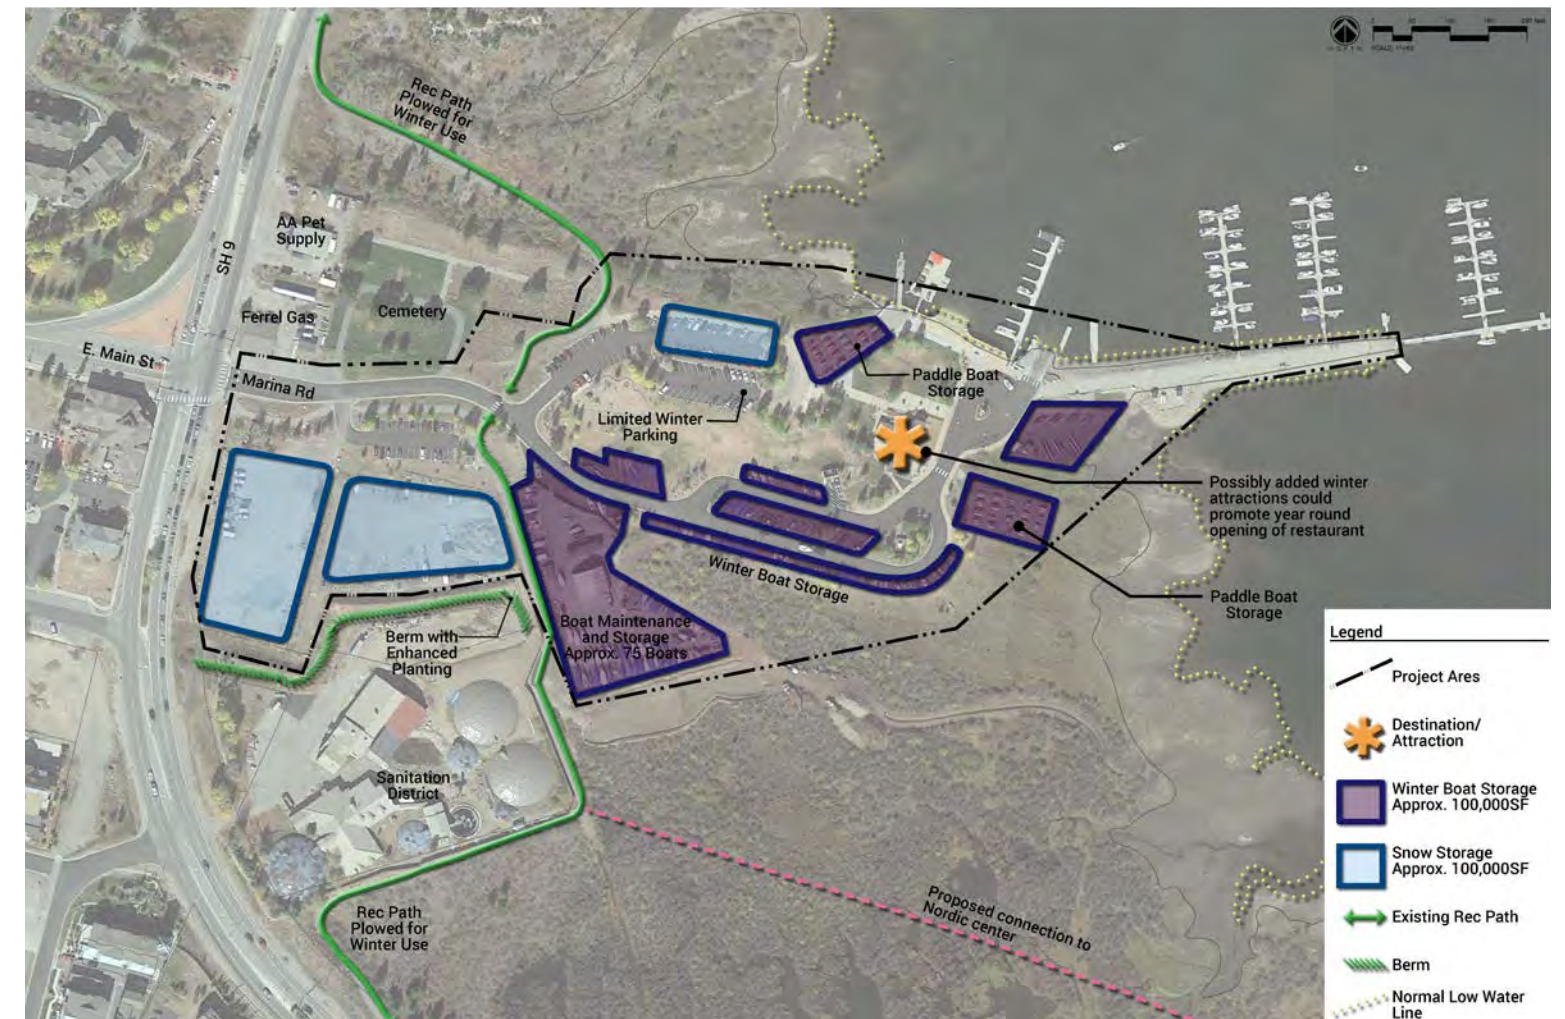 Rec Path
Plowed for
Winter Use
AA Pet
Supply
SH 9
Ferrel Gas
Cemetery
E. Main St
Marina Rd
Limited Winter
Parking
Paddle Boat
Storage
Possibly added winter
attractions could
promote year round
opening of restaurant
Winter Boat Storage
Paddle Boat
Storage
Boat Maintenance
and Storage
Approx. 75 Boats
Berm with
Enhanced
Planting
Sanitation
District
Rec Path
Plowed for
Winter Use
Proposed connection to
Nordic center
Legend
Project Ares
Destination/
Attraction
Winter Boat Storage
Approx. 100,000SF
Snow Storage
Approx. 100,000SF
Existing Rec Path
Berm
Normal Low Water
Line